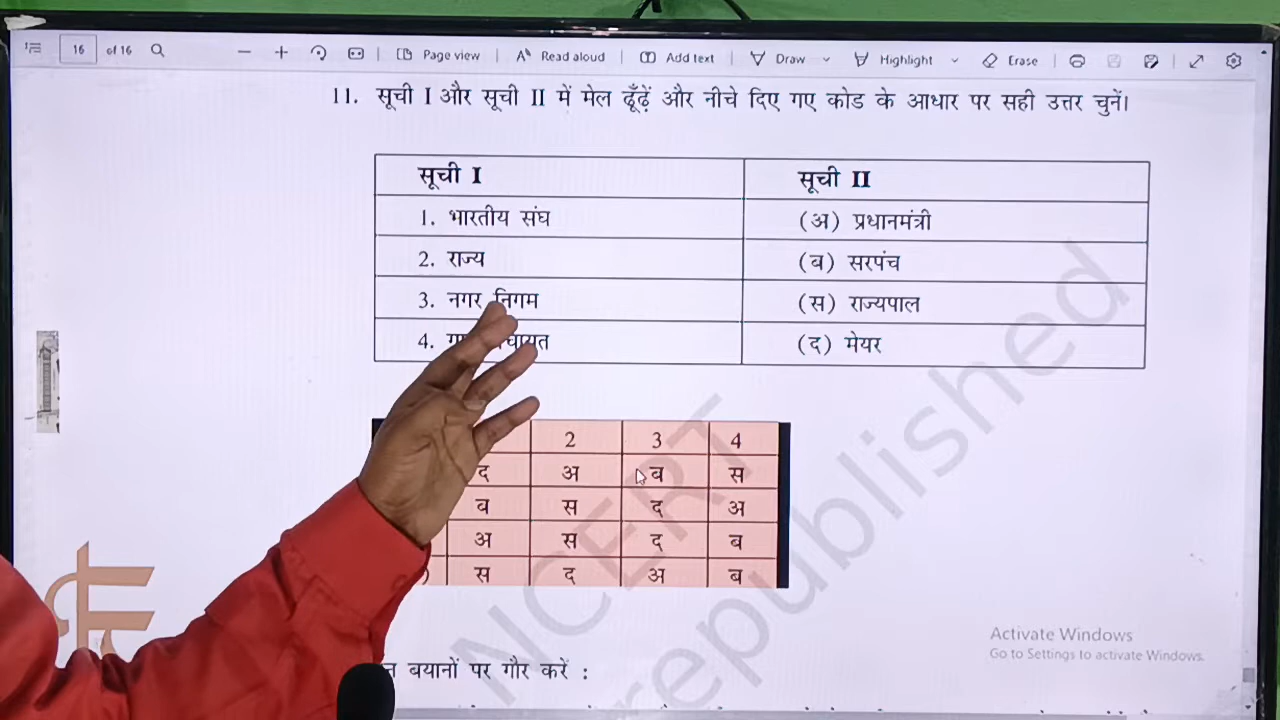 16 of 16 Page view Read aloud Add text Draw Highlight Erase
11. सूची I और सूची II में मेल ढूँढ़ें और नीचे दिए गए कोड के आधार पर सही उत्तर चुनें।
सूची I सूची II
1. भारतीय संघ (अ) प्रधानमंत्री
2. राज्य (ब) सरपंच
3. नगर निगम (स) राज्यपाल
4. (द) मेयर
2 3 4
द अ ब स
ब स द अ
अ स द ब
) स द अ ब
बयानों पर गौर करें :
NCERT
republished
Activate Windows
Go to Settings to activate Windows.